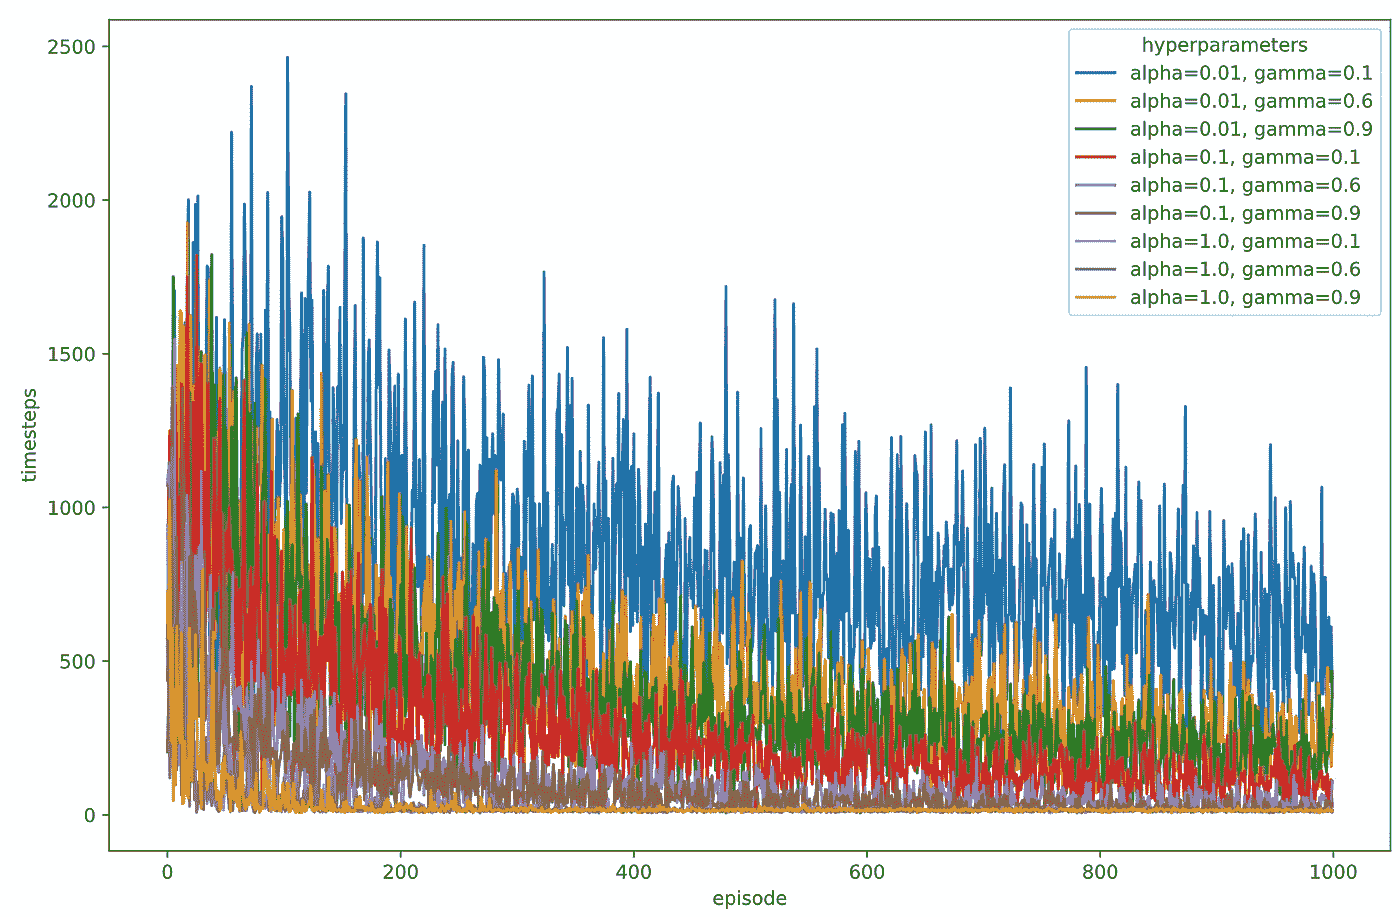 2500
2000
1500
1000
500
0
timesteps
0 200 400 600 800 1000
episode
hyperparameters
alpha=0.01, gamma=0.1
alpha=0.01, gamma=0.6
alpha=0.01, gamma=0.9
alpha=0.1, gamma=0.1
alpha=0.1, gamma=0.6
alpha=0.1, gamma=0.9
alpha=1.0, gamma=0.1
alpha=1.0, gamma=0.6
alpha=1.0, gamma=0.9